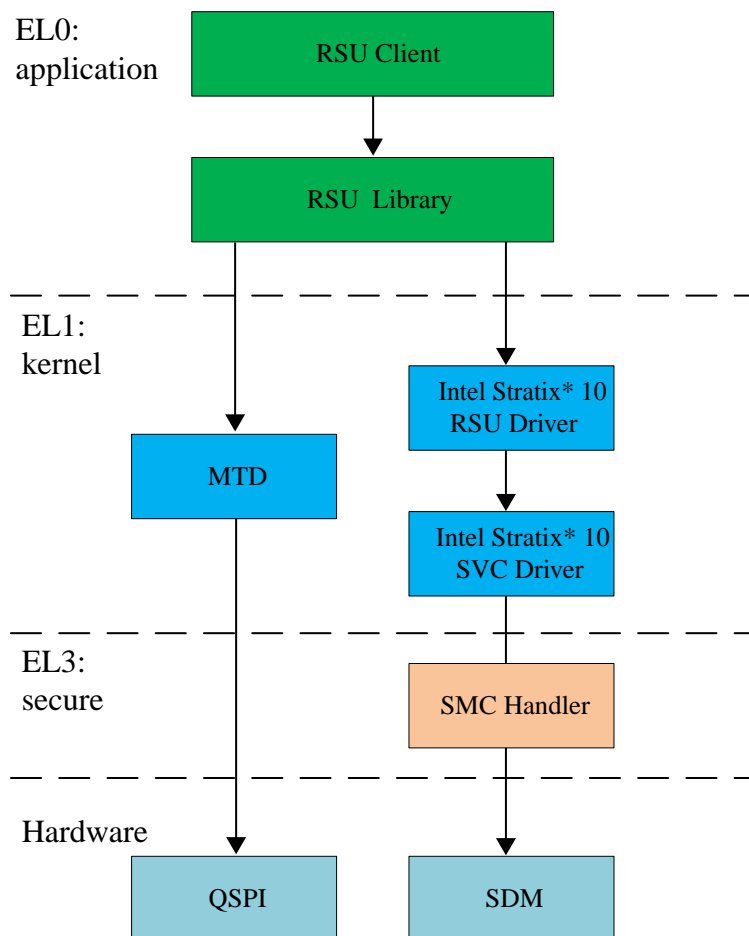 EL0:
application
RSU Client
RSU Library
EL1:
kernel
Intel Stratix* 10
RSU Driver
MTD
Intel Stratix* 10
SVC Driver
EL3:
secure
SMC Handler
Hardware
QSPI
SDM